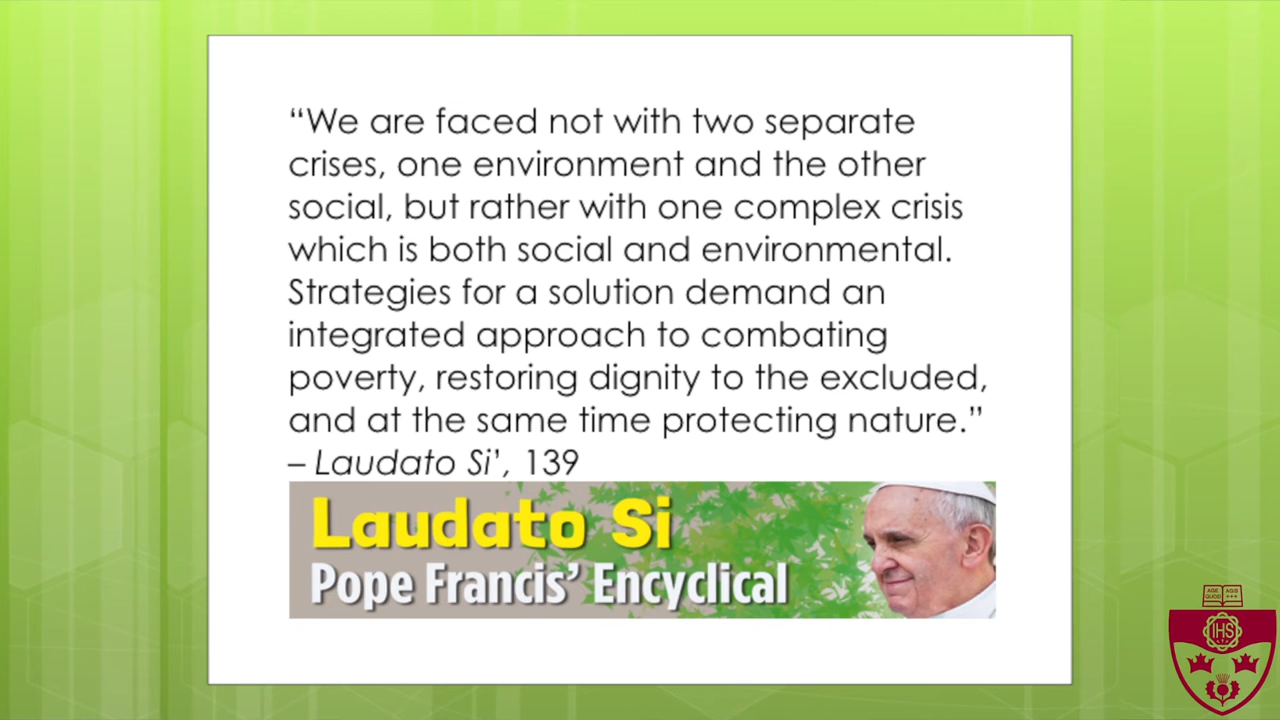 “We are faced not with two separate
crises, one environment and the other
social, but rather with one complex crisis
which is both social and environmental.
Strategies for a solution demand an
integrated approach to combating
poverty, restoring dignity to the excluded,
and at the same time protecting nature.”
– Laudato Si’, 139
Laudato Si
Pope Francis’ Encyclical
AGE QUOD AGIS
IHS